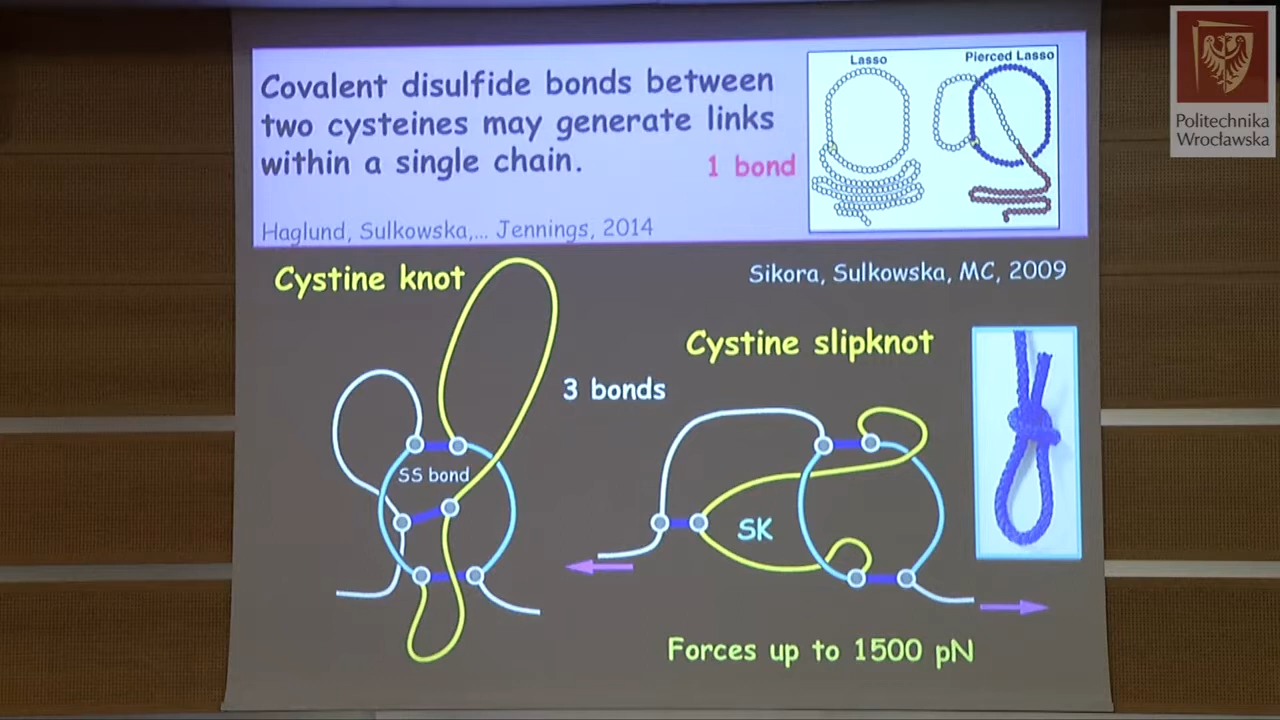 Covalent disulfide bonds between
two cysteines may generate links
within a single chain.
1 bond
Haglund, Sulkowska,... Jennings, 2014
Lasso
Pierced Lasso
Politechnika
Wrocławska
Cystine knot
Sikora, Sulkowska, MC, 2009
Cystine slipknot
3 bonds
SS bond
SK
Forces up to 1500 pN